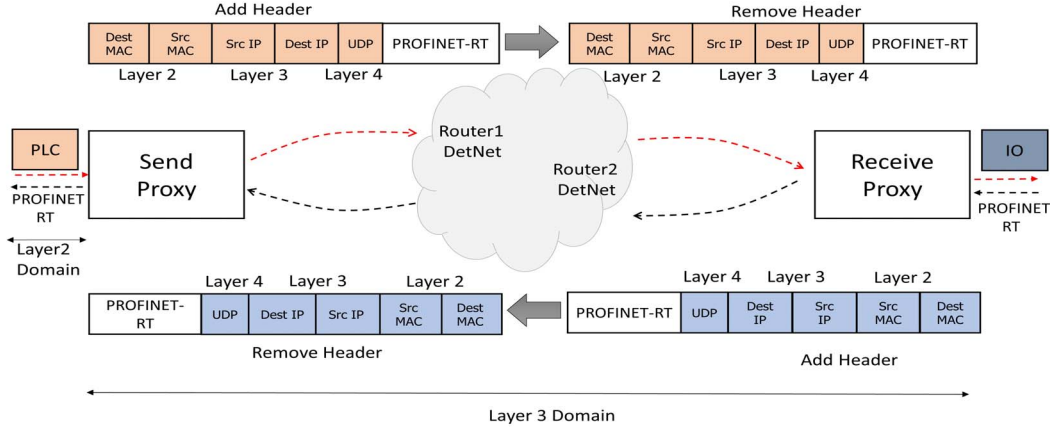 Add Header
Remove Header
Dest
MAC
Src
MAC
Src IP
Dest IP
UDP
PROFINET-RT
Dest
MAC
Src
MAC
Src IP
Dest IP
UDP
PROFINET-RT
Layer 2
Layer 3
Layer 4
Layer 2
Layer 3
Layer 4
PLC
PROFINET
RT
Layer2
Domain
Send
Proxy
Router1
DetNet
Router2
DetNet
Receive
Proxy
IO
PROFINET
RT
Layer 4
Layer 3
Layer 2
Layer 4
Layer 3
Layer 2
PROFINET-
RT
UDP
Dest IP
Src IP
Src
MAC
Dest
MAC
PROFINET-RT
UDP
Dest
IP
Src
IP
Src
MAC
Dest
MAC
Remove Header
Add Header
Layer 3 Domain